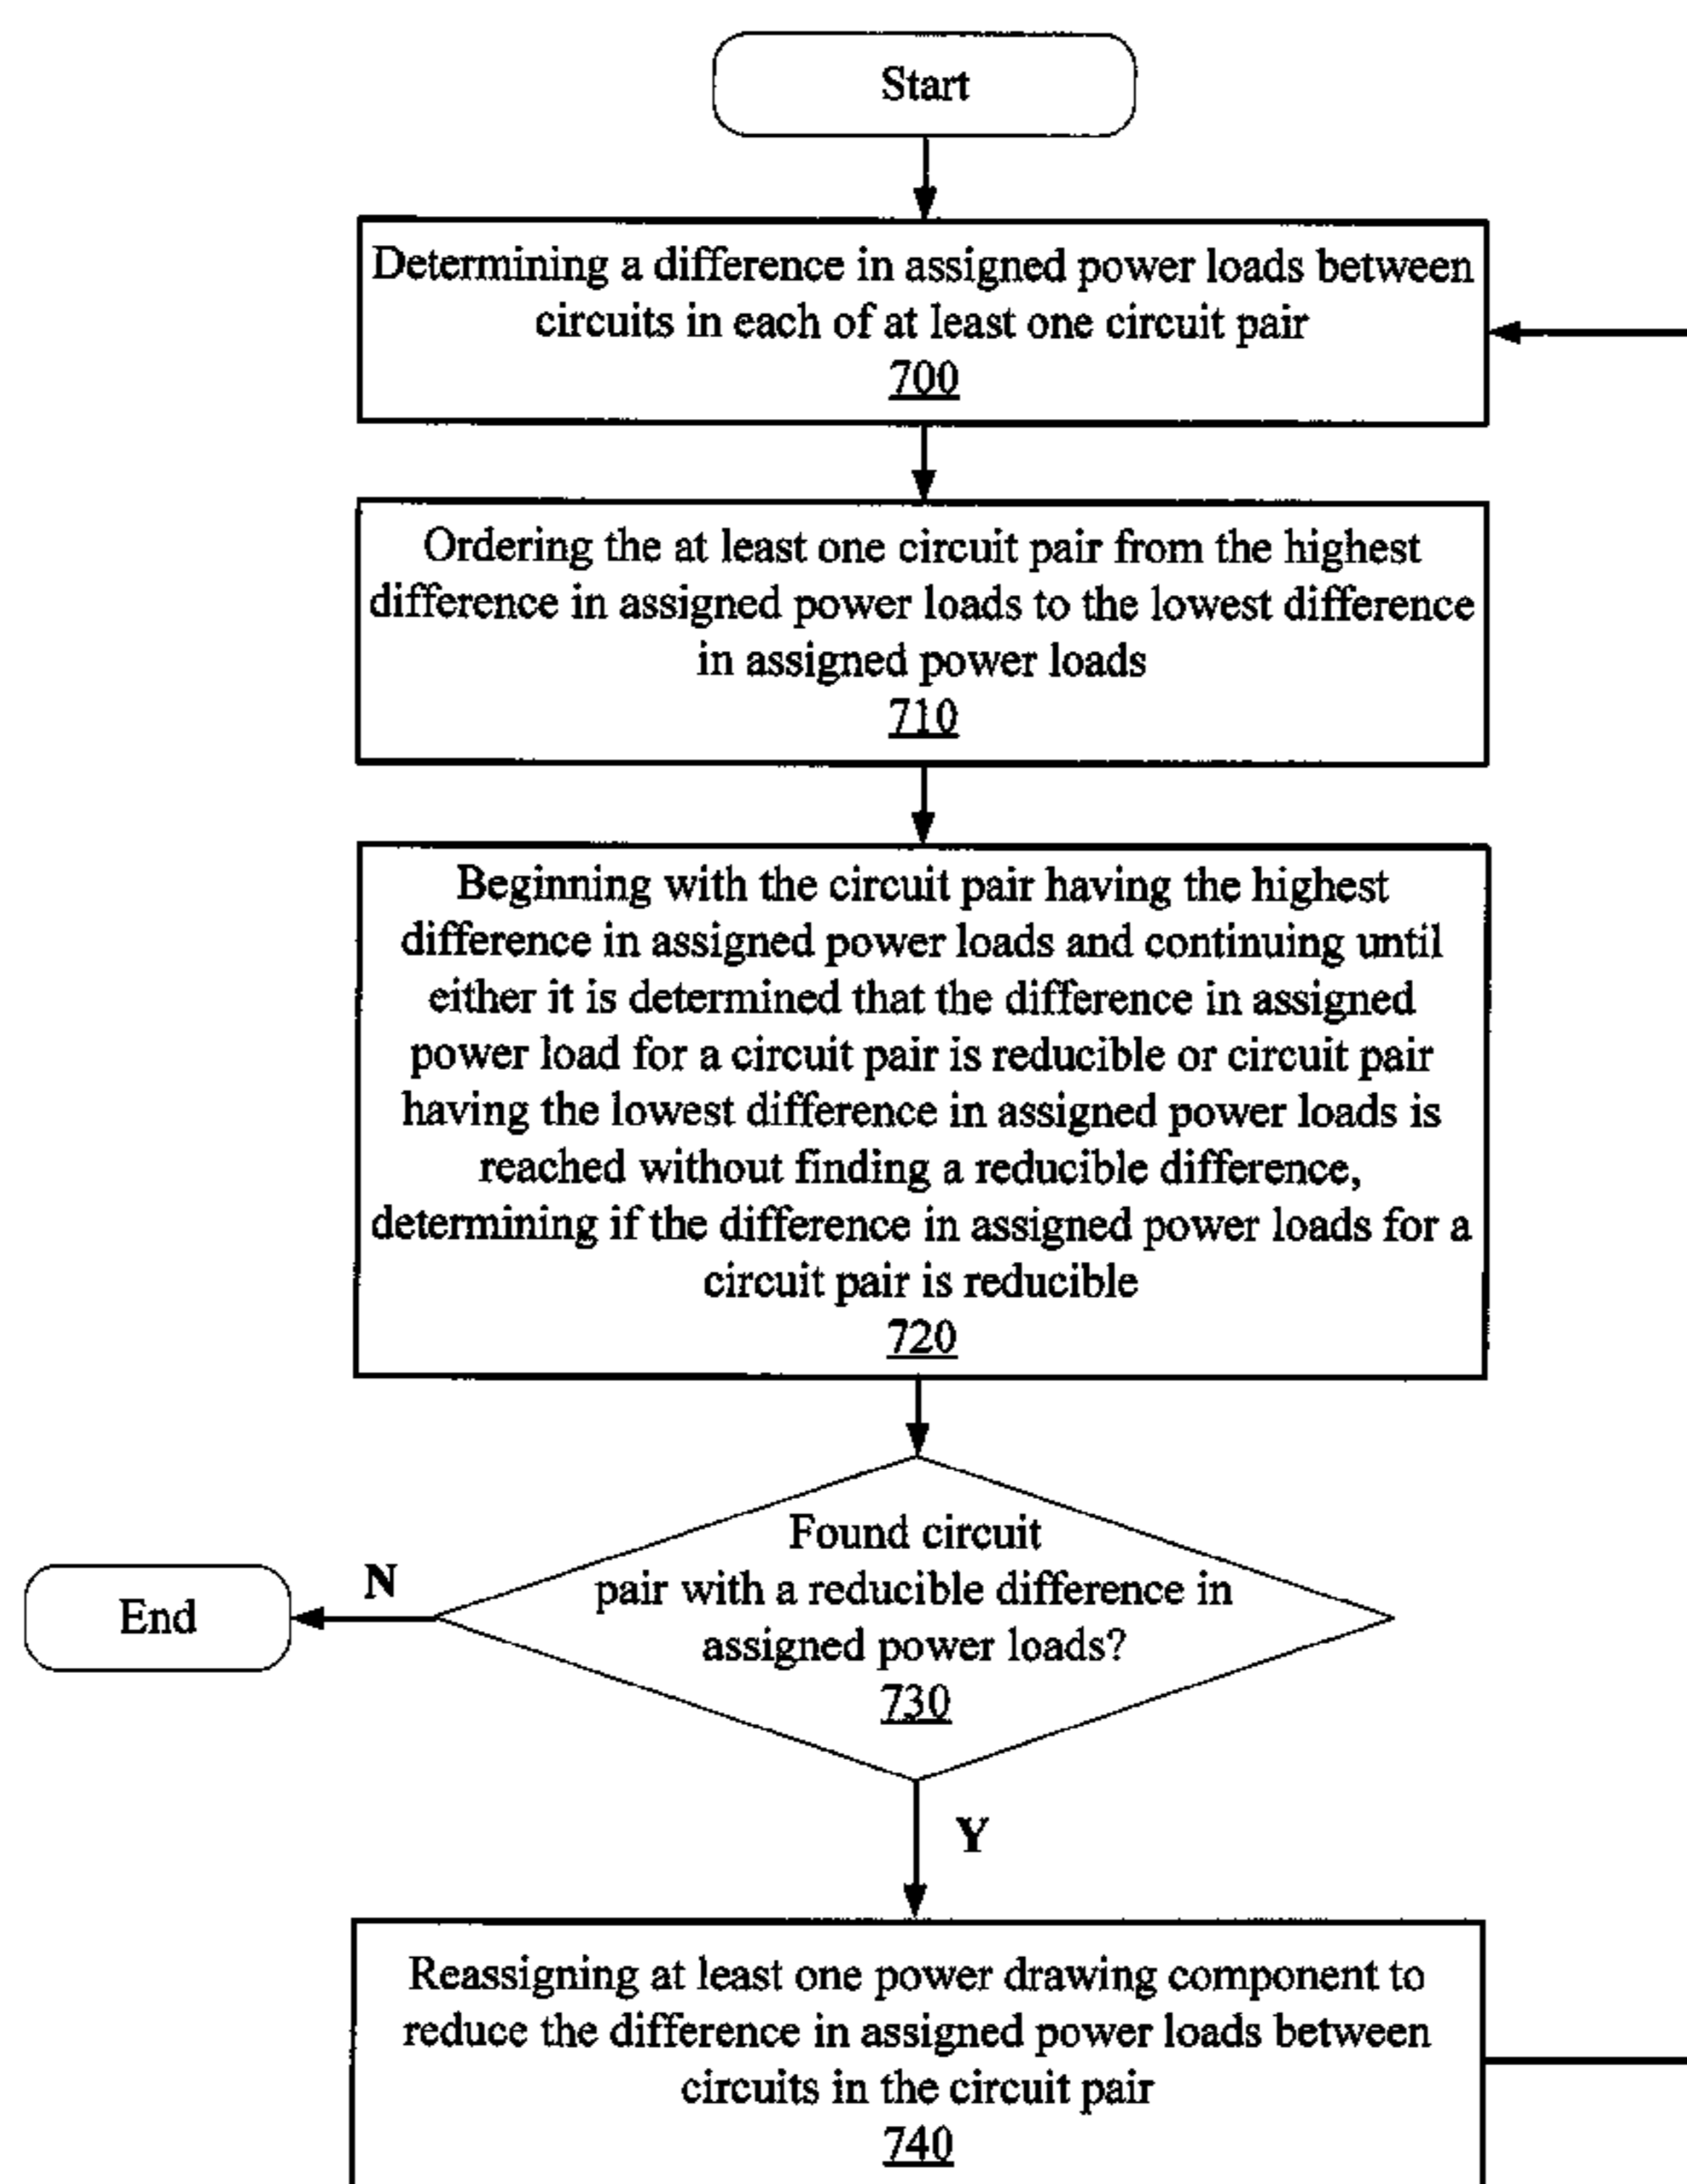 Start
Determining a difference in assigned power loads between
circuits in each of at least one circuit pair
700
Ordering the at least one circuit pair from the highest
difference in assigned power loads to the lowest difference
in assigned power loads
710
Beginning with the circuit pair having the highest
difference in assigned power loads and continuing until
either it is determined that the difference in assigned
power load for a circuit pair is reducible or circuit pair
having the lowest difference in assigned power loads is
reached without finding a reducible difference,
determining if the difference in assigned power loads for a
circuit pair is reducible
720
Found circuit
pair with a reducible difference in
assigned power loads?
730
N
End
Y
Reassigning at least one power drawing component to
reduce the difference in assigned power loads between
circuits in the circuit pair
740